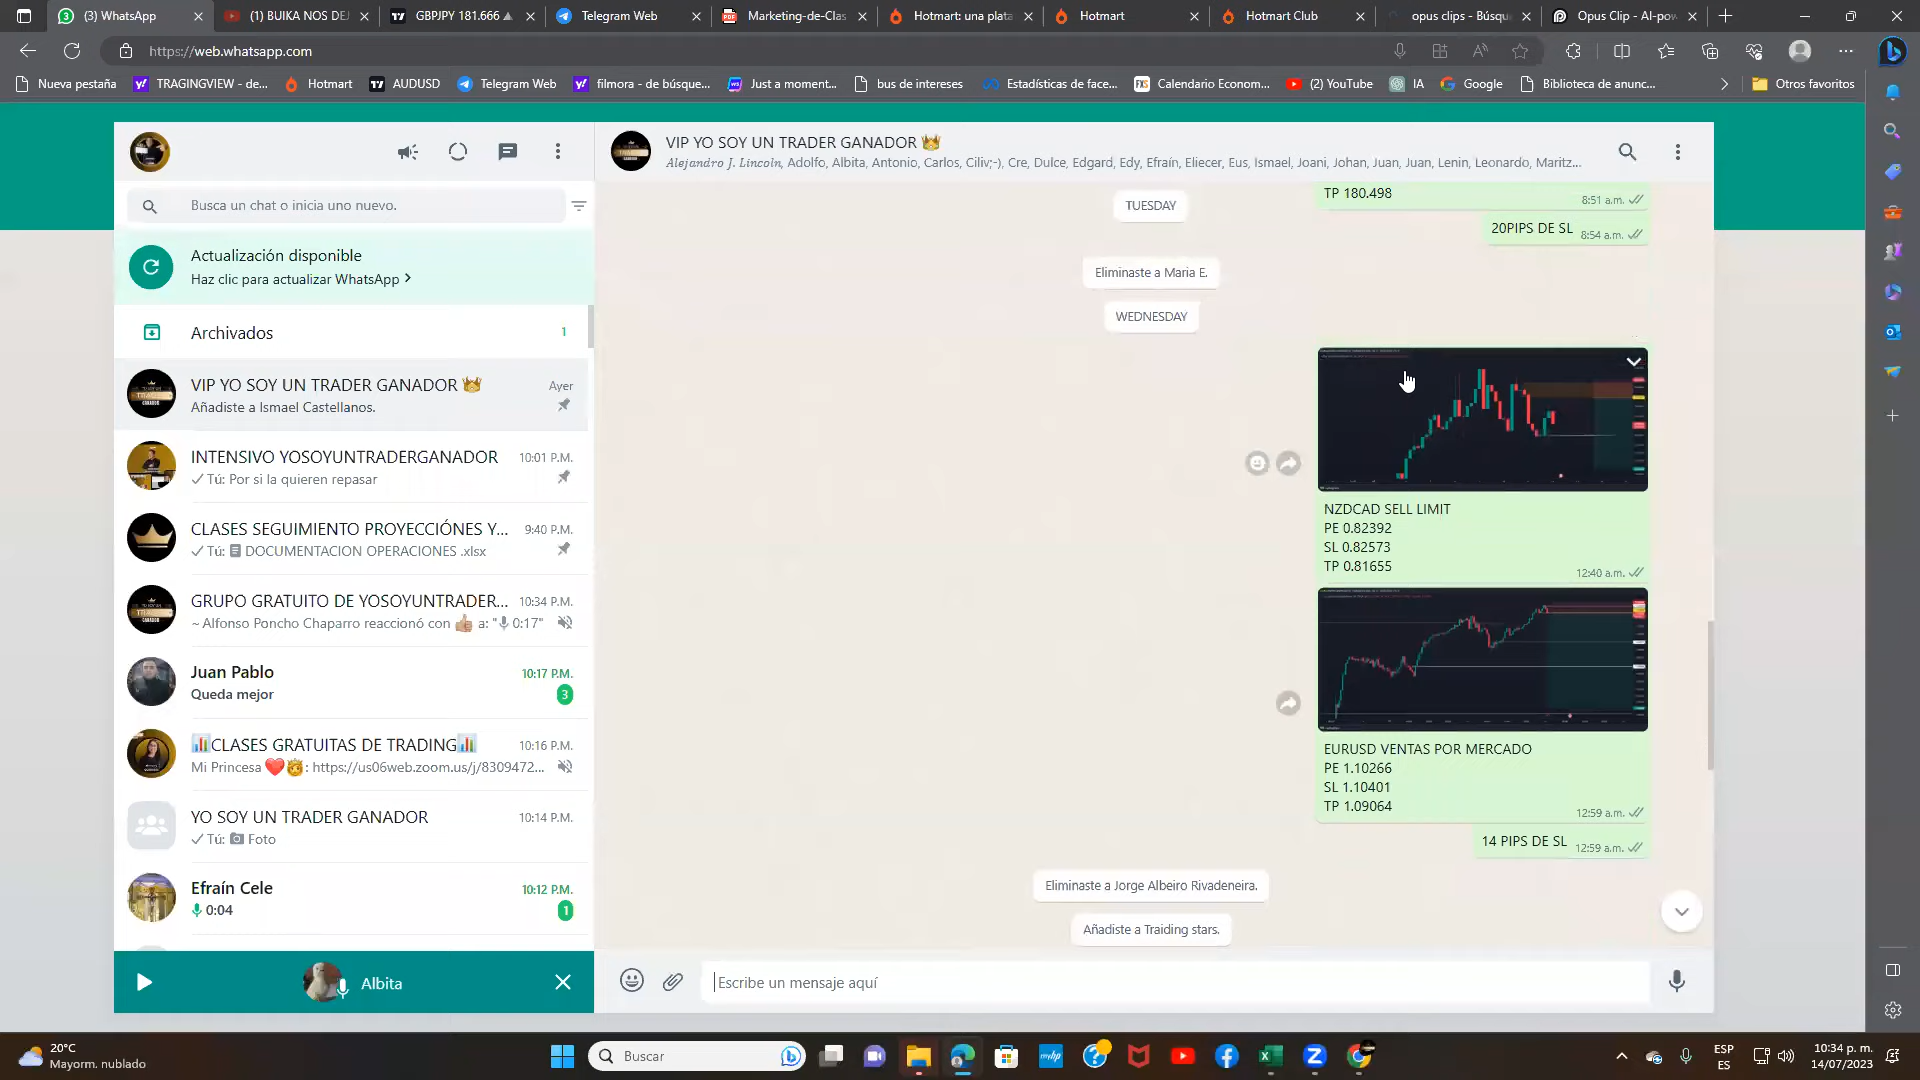 (3) WhatsApp
(1) BUIKA NOS DEJ
GBPJPY 181.666
Telegram Web
Marketing-de-Clas
Hotmart: una plata
Hotmart
Hotmart Club
opus clips - Búsqu
Opus Clip - AI-pow
https://web.whatsapp.com
Nueva pestaña
TRAGINGVIEW - de...
Hotmart
AUDUSD
Telegram Web
filmora - de búsque...
Just a moment...
bus de intereses
Estadísticas de face...
Calendario Econom...
(2) YouTube
IA
Google
Biblioteca de anunc...
Otros favoritos
Busca un chat o inicia uno nuevo.
Actualización disponible
Haz clic para actualizar WhatsApp >
Archivados 1
VIP YO SOY UN TRADER GANADOR 👑 Ayer
Añadiste a Ismael Castellanos.
INTENSIVO YOSOYUNTRADERGANADOR 10:01 P.M.
Tú: Por si la quieren repasar
CLASES SEGUIMIENTO PROYECCIÓNES Y... 9:40 P.M.
Tú: DOCUMENTACION OPERACIONES .xlsx
GRUPO GRATUITO DE YOSOYUNTRADER... 10:34 P.M.
~ Alfonso Poncho Chaparro reaccionó con 👍🏼 a: "🎙 0:17"
Juan Pablo 10:17 P.M.
Queda mejor 3
📊CLASES GRATUITAS DE TRADING📊 10:16 P.M.
Mi Princesa ❤️👸: https://us06web.zoom.us/j/8309472...
YO SOY UN TRADER GANADOR 10:14 P.M.
Tú: Foto
Efraín Cele 10:12 P.M.
0:04 1
Albita
VIP YO SOY UN TRADER GANADOR 👑
Alejandro J. Lincoln, Adolfo, Albita, Antonio, Carlos, Ciliv;-), Cre, Dulce, Edgard, Edy, Efraín, Eliecer, Eus, Ismael, Joani, Johan, Juan, Juan, Lenin, Leonardo, Maritz...
TP 180.498
8:51 a.m.
TUESDAY
20PIPS DE SL 8:54 a.m.
Eliminaste a Maria E.
WEDNESDAY
NZDCAD SELL LIMIT
PE 0.82392
SL 0.82573
TP 0.81655
12:40 a.m.
EURUSD VENTAS POR MERCADO
PE 1.10266
SL 1.10401
TP 1.09064
12:59 a.m.
14 PIPS DE SL 12:59 a.m.
Eliminaste a Jorge Albeiro Rivadeneira.
Añadiste a Traiding stars.
Escribe un mensaje aquí
20°C
Mayorm. nublado
Buscar
ESP
ES
10:34 p. m.
14/07/2023